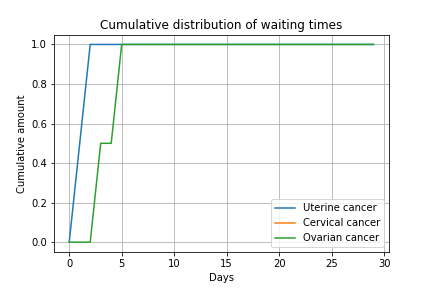 Cumulative distribution of waiting times
Cumulative amount
1.0
0.8
0.6
0.4
0.2
0.0
0 5 10 15 20 25 30
Days
Uterine cancer
Cervical cancer
Ovarian cancer